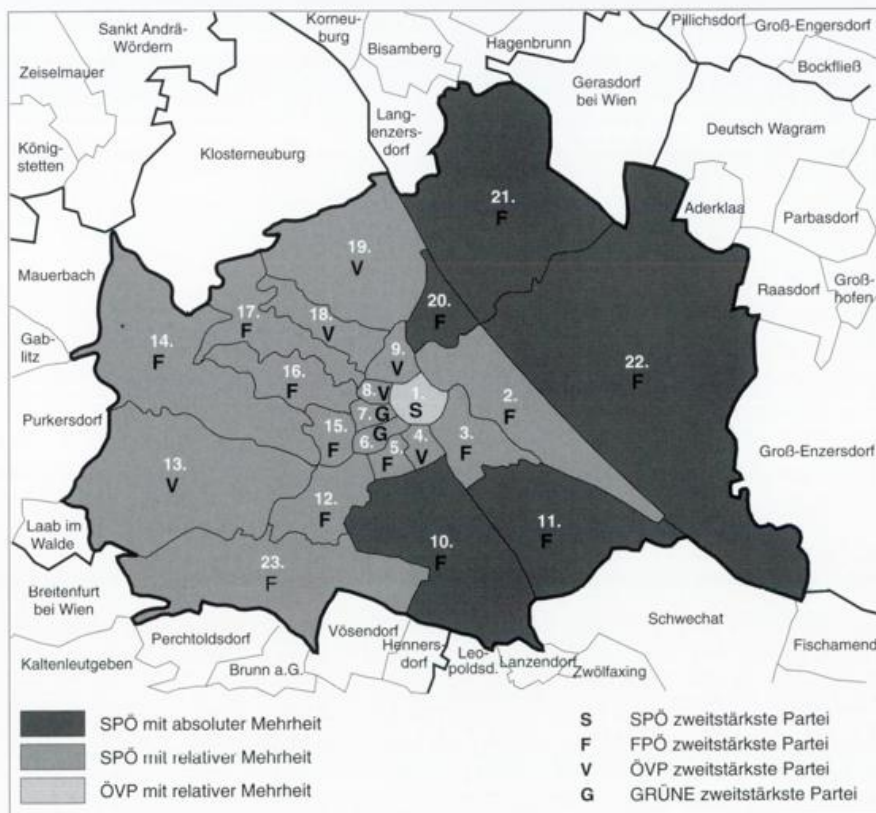 Sankt Andrä-
Wördern
Korneu-
burg
Bisamberg
Hagenbrunn
Pillichsdorf
Groß-Engersdorf
Bockfließ
Zeiselmauer
Gerasdorf
bei Wien
Lang-
enzers-
dorf
Deutsch Wagram
König-
stetten
Klosterneuburg
21.
F
Aderklaa
Parbasdorf
19.
V
Mauerbach
Raasdorf
Groß-
hofen
20.
F
17.
F
18.
V
14.
F
Gab-
litz
9.
V
22.
F
16.
F
8. V
1.
S
2.
F
7.
G
Purkersdorf
15.
F
G
6.
5.
F
4.
V
3.
F
Groß-Enzersdorf
13.
V
12.
F
Laab im
Walde
10.
F
11.
F
23.
F
Breitenfurt
bei Wien
Schwechat
Perchtoldsdorf
Vösendorf
Fischamend
Kaltenleutgeben
Brunn a.G.
Henners-
dorf
Leo-
poldsd.
Lanzendorf
Zwölfaxing
SPÖ mit absoluter Mehrheit
SPÖ mit relativer Mehrheit
ÖVP mit relativer Mehrheit
S SPÖ zweitstärkste Partei
F FPÖ zweitstärkste Partei
V ÖVP zweitstärkste Partei
G GRÜNE zweitstärkste Partei